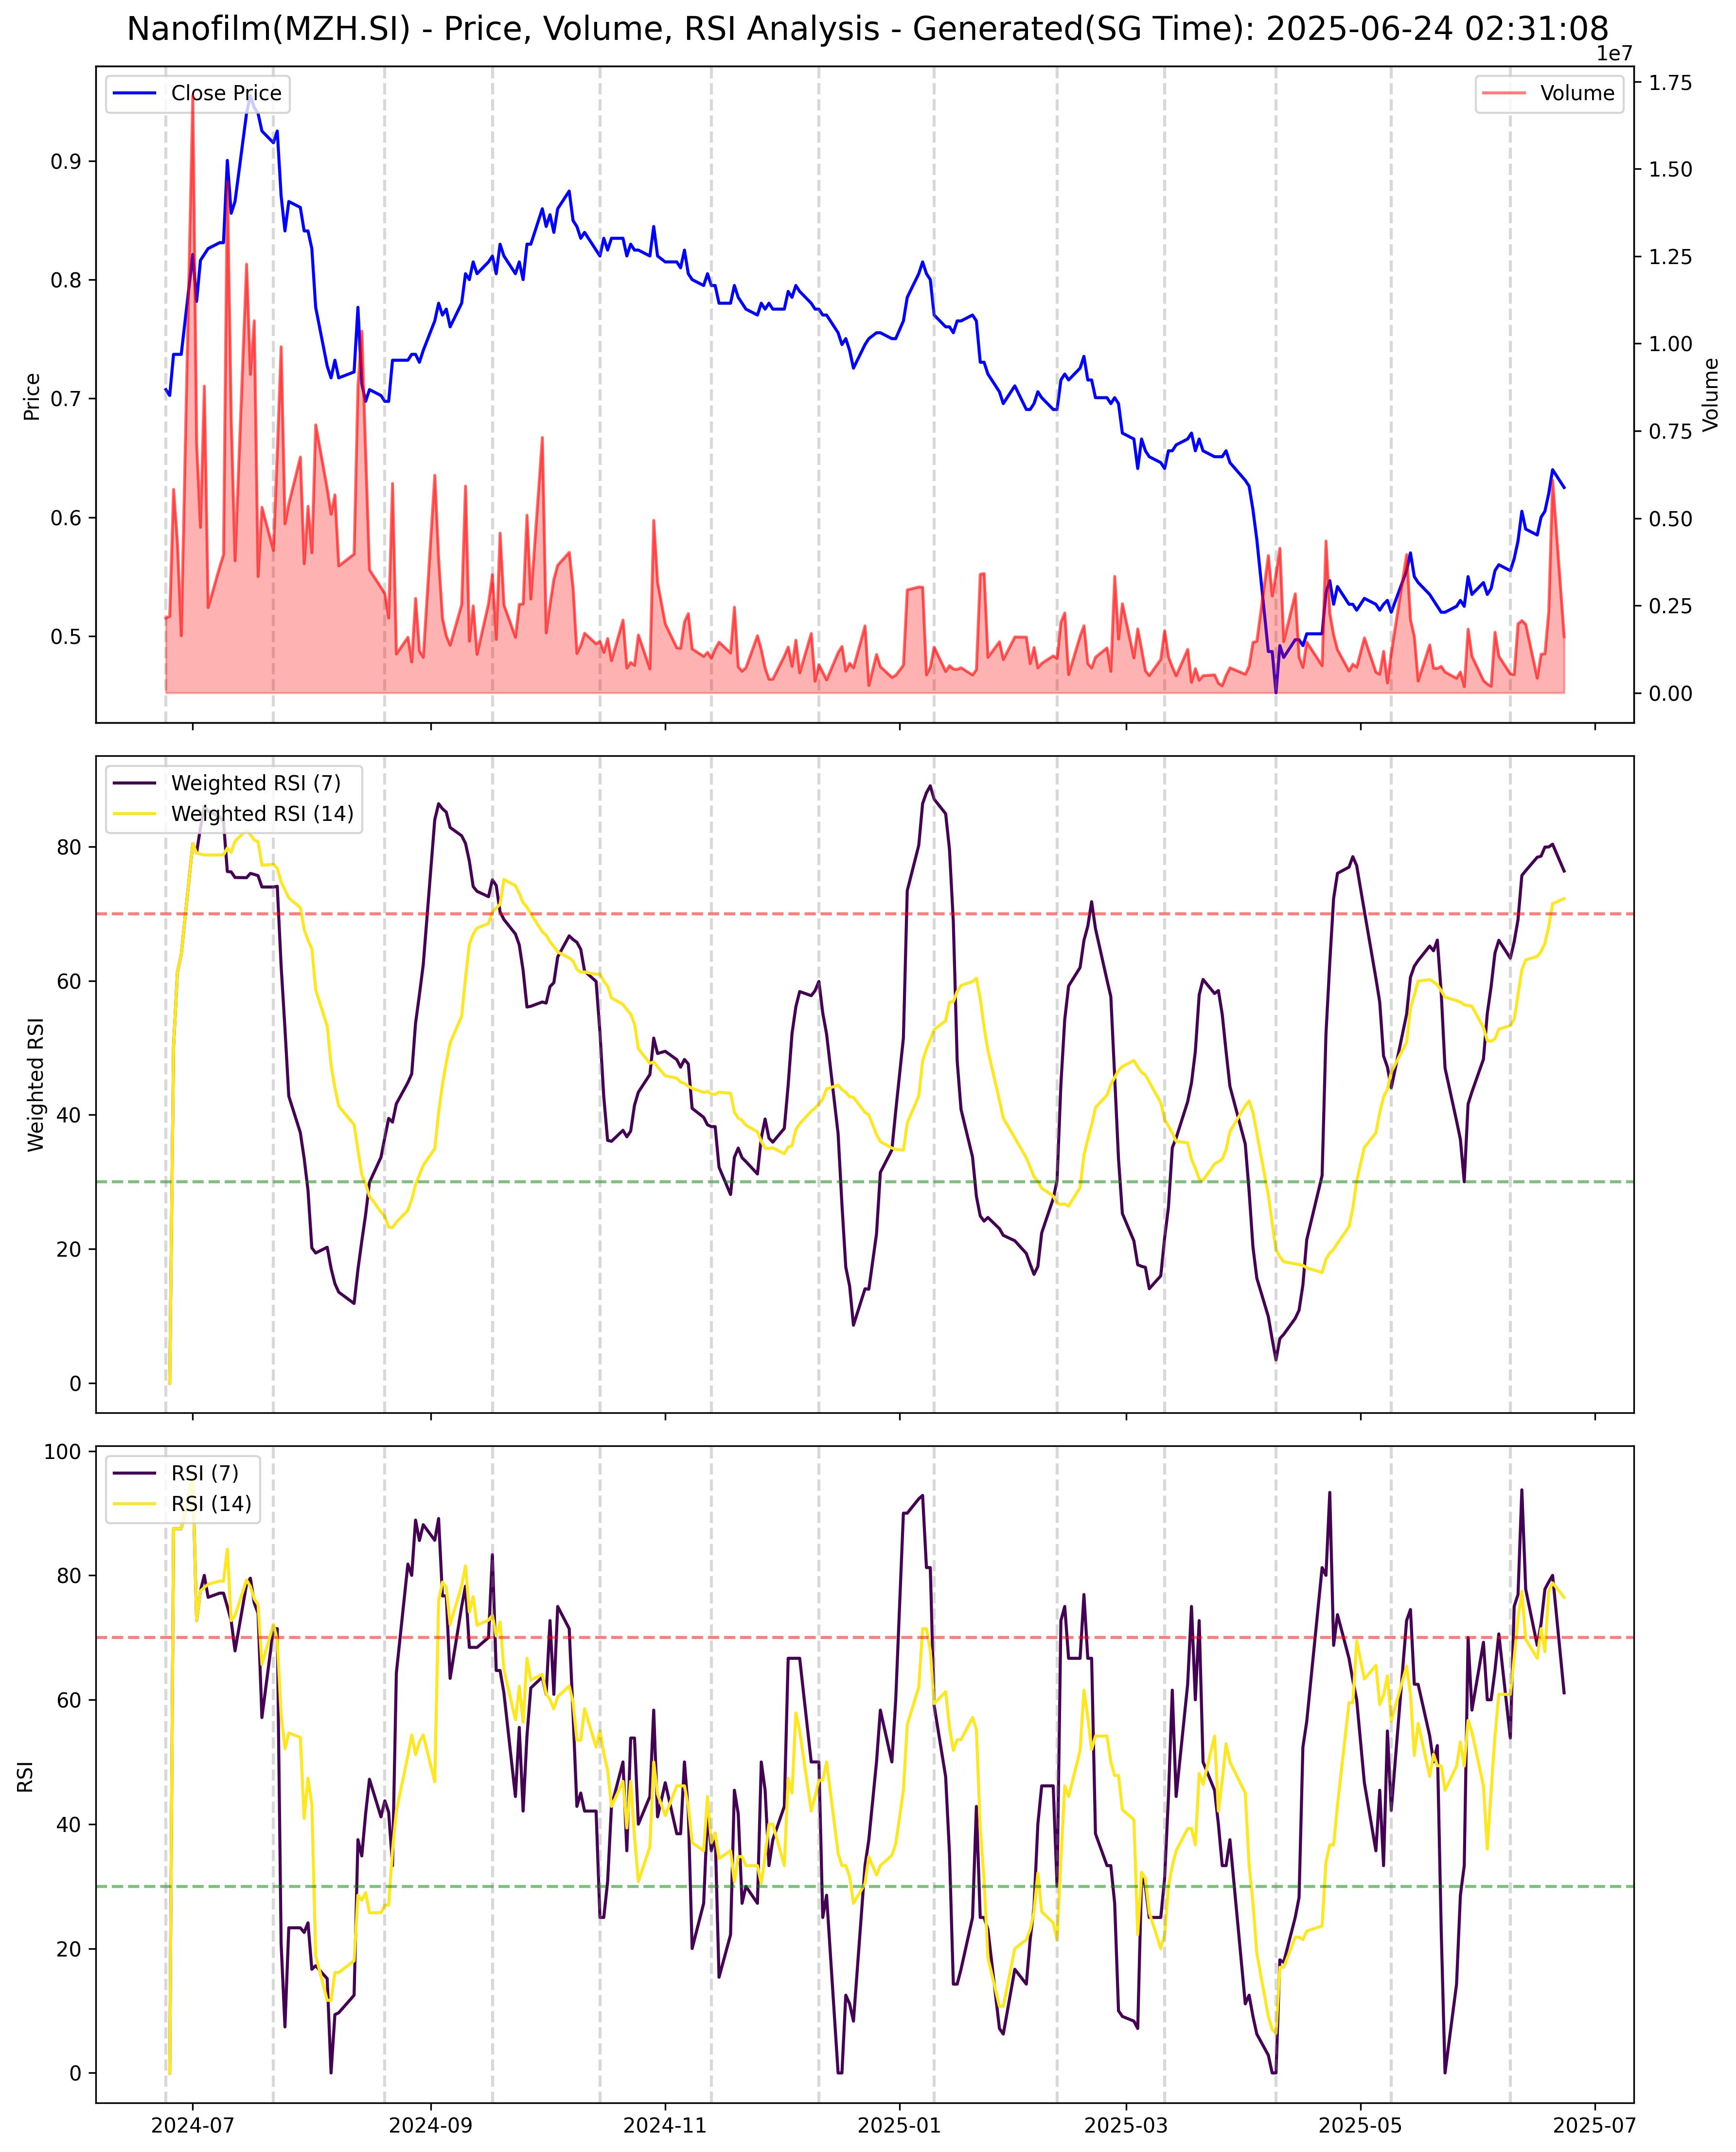 Nanofilm(MZH.SI) - Price, Volume, RSI Analysis - Generated(SG Time): 2025-06-24 02:31:08
1e7
Close Price
Volume
0.9
0.8
0.7
0.6
0.5
Price
1.75
1.50
1.25
1.00
0.75
0.50
0.25
0.00
Volume
Weighted RSI (7)
Weighted RSI (14)
80
60
40
20
0
Weighted RSI
RSI (7)
RSI (14)
100
80
60
40
20
0
RSI
2024-07
2024-09
2024-11
2025-01
2025-03
2025-05
2025-07